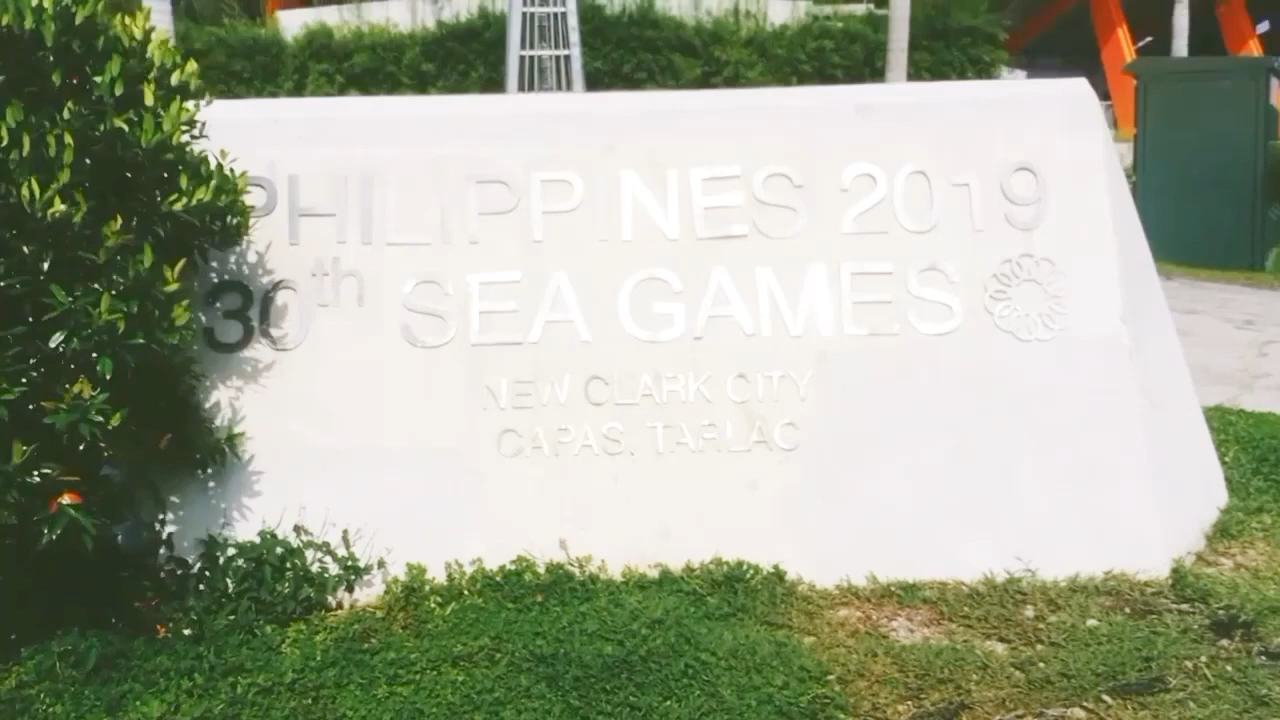 PHILIPPINES 2019
30th SEA GAMES
NEW CLARK CITY
CAPAS, TARLAC